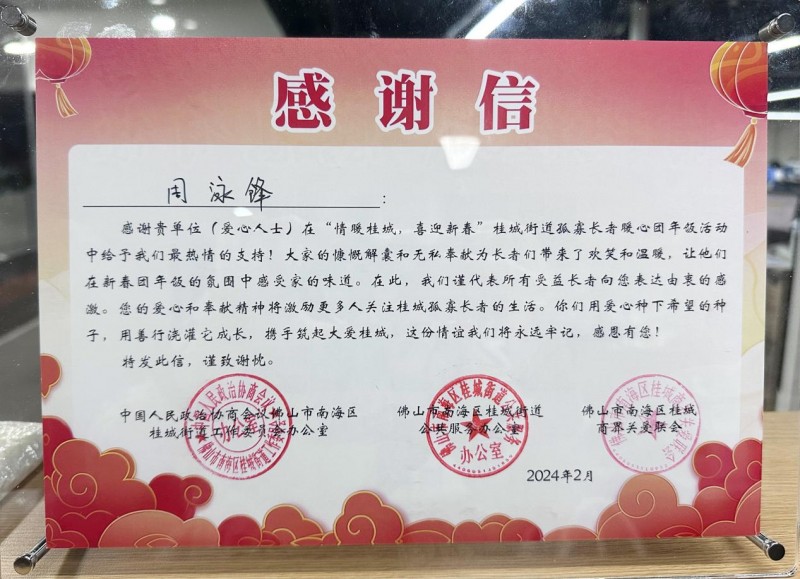 感谢信
周泳锋：
感谢贵单位（爱心人士）在“情暖桂城，喜迎新春”桂城街道孤寡长者暖心团年饭活动
中给予我们最热情的支持！大家的慷慨解囊和无私奉献为长者们带来了欢笑和温暖，让他们
在新春团年饭的氛围中感受家的味道。在此，我们谨代表所有受益长者向您表达由衷的感
激。您的爱心和奉献精神将激励更多人关注桂城孤寡长者的生活。你们用爱心种下希望的种
子，用善行浇灌它成长，携手筑起大爱桂城，这份情谊我们将永远牢记，感恩有您！
特发此信，谨致谢忱。
中国人民政治协商会议佛山市南海区
桂城街道工作委员会办公室
佛山市南海区桂城街道
公共服务办公室
佛山市南海区桂城
商界关爱联会
办公室
2024年2月